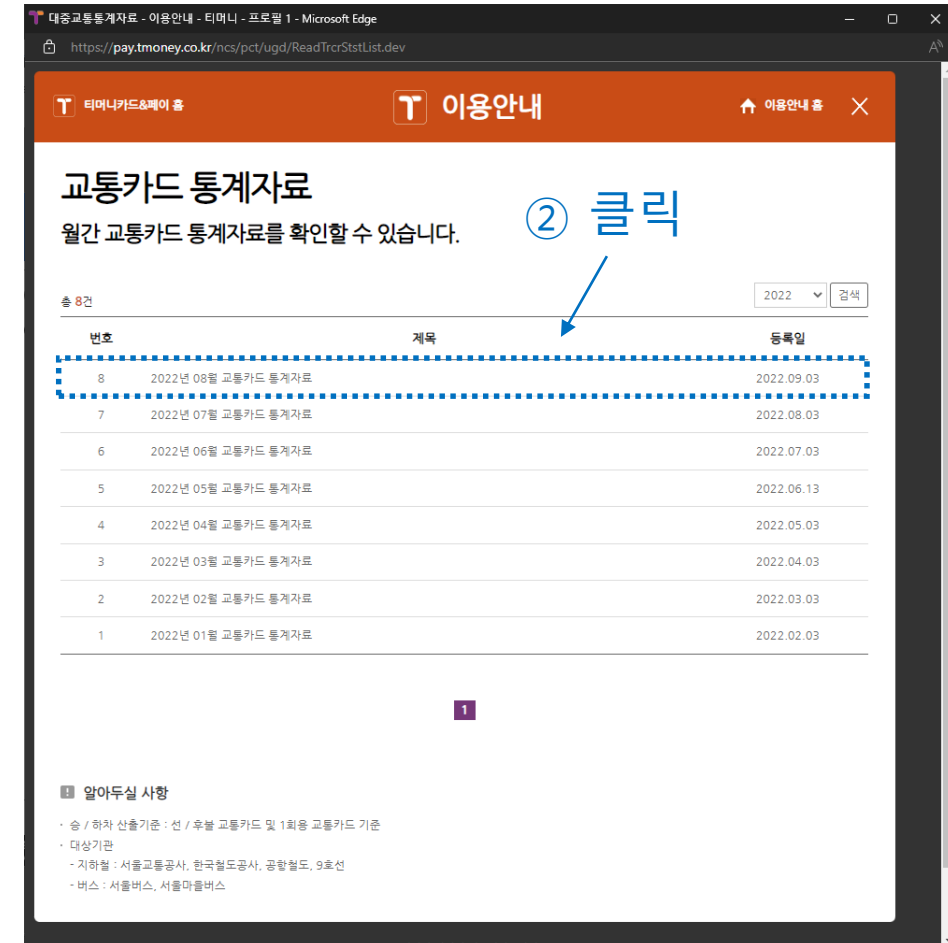 대중교통통계자료 - 이용안내 - 티머니 - 프로필 1 - Microsoft Edge
https://pay.tmoney.co.kr/ncs/pct/ugd/ReadTrcrStstList.dev
티머니카드&페이 홈
이용안내
이용안내 홈
교통카드 통계자료
② 클릭
월간 교통카드 통계자료를 확인할 수 있습니다.
총 8건
2022 검색
번호 제목 등록일
8 2022년 08월 교통카드 통계자료 2022.09.03
7 2022년 07월 교통카드 통계자료 2022.08.03
6 2022년 06월 교통카드 통계자료 2022.07.03
5 2022년 05월 교통카드 통계자료 2022.06.13
4 2022년 04월 교통카드 통계자료 2022.05.03
3 2022년 03월 교통카드 통계자료 2022.04.03
2 2022년 02월 교통카드 통계자료 2022.03.03
1 2022년 01월 교통카드 통계자료 2022.02.03
1
알아두실 사항
· 승 / 하차 산출기준 : 선 / 후불 교통카드 및 1회용 교통카드 기준
· 대상기관
- 지하철 : 서울교통공사, 한국철도공사, 공항철도, 9호선
- 버스 : 서울버스, 서울마을버스